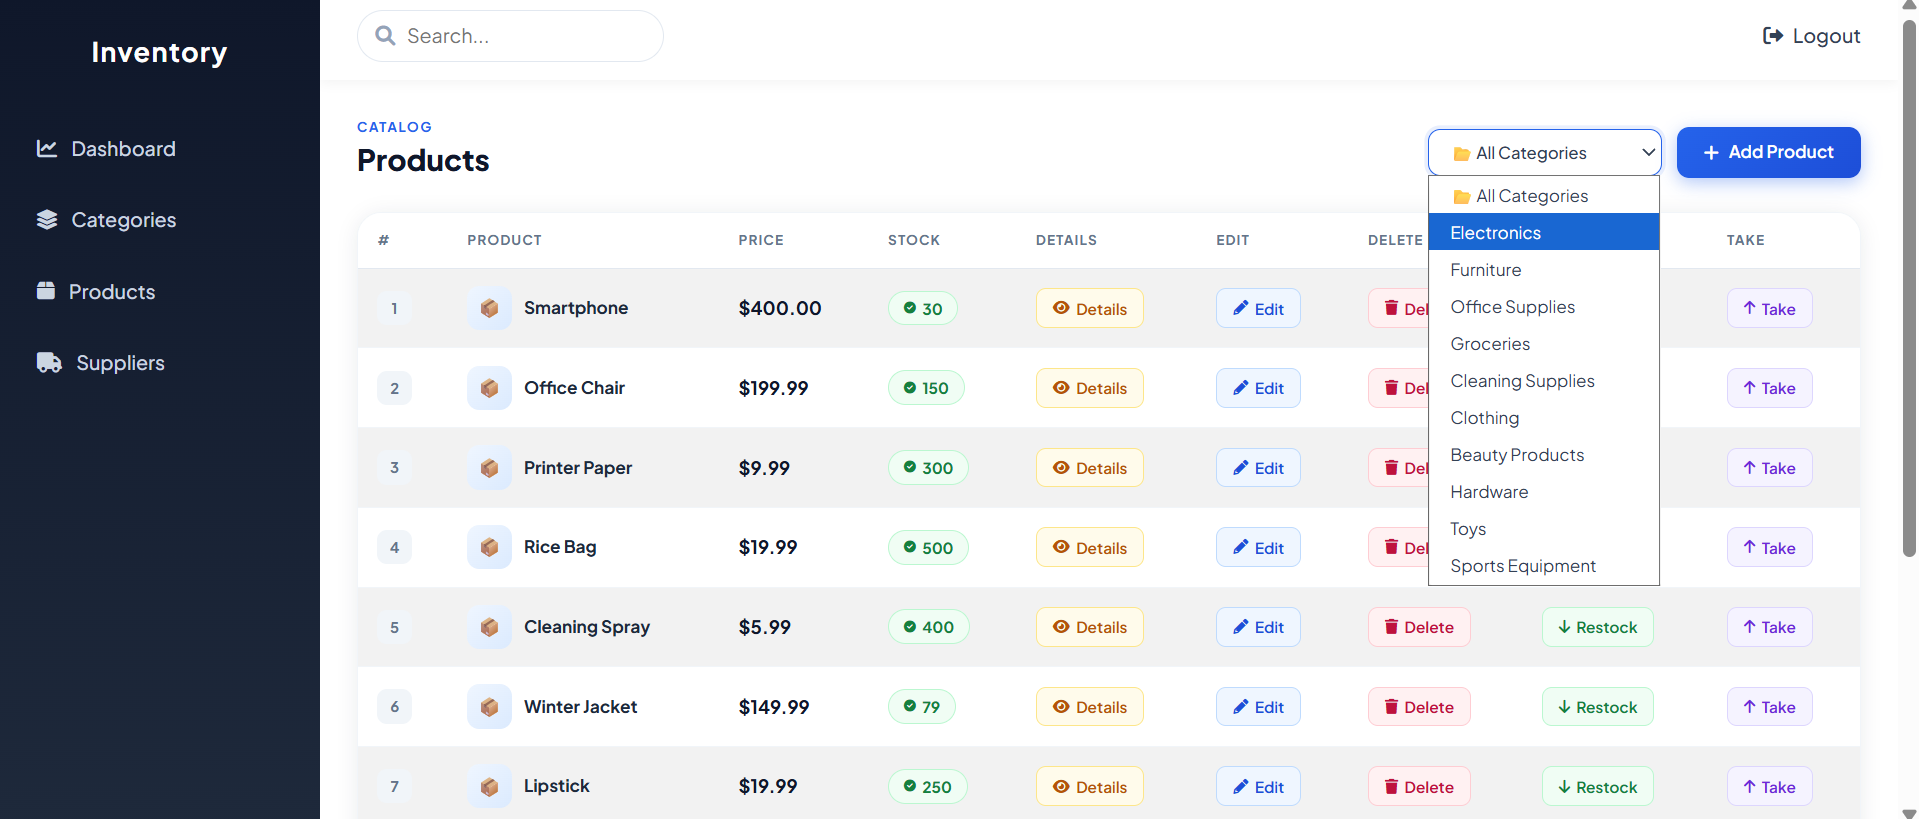 Inventory
Dashboard
Categories
Products
Suppliers
Search...
Logout
CATALOG
Products
All Categories
Add Product
All Categories
Electronics
Furniture
Office Supplies
Groceries
Cleaning Supplies
Clothing
Beauty Products
Hardware
Toys
Sports Equipment
# PRODUCT PRICE STOCK DETAILS EDIT DELETE TAKE
1 Smartphone $400.00 30 Details Edit Del Take
2 Office Chair $199.99 150 Details Edit Del Take
3 Printer Paper $9.99 300 Details Edit Del Take
4 Rice Bag $19.99 500 Details Edit Del Take
5 Cleaning Spray $5.99 400 Details Edit Delete Restock Take
6 Winter Jacket $149.99 79 Details Edit Delete Restock Take
7 Lipstick $19.99 250 Details Edit Delete Restock Take